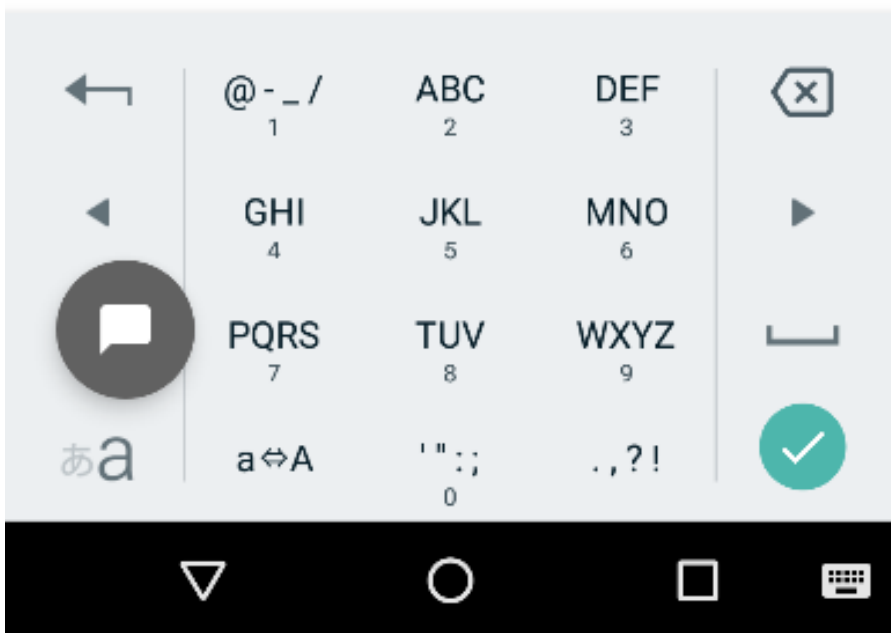 @-_/ ABC DEF
1 2 3
GHI JKL MNO
4 5 6
PQRS TUV WXYZ
7 8 9
あa a⇔A '":; .,?!
0